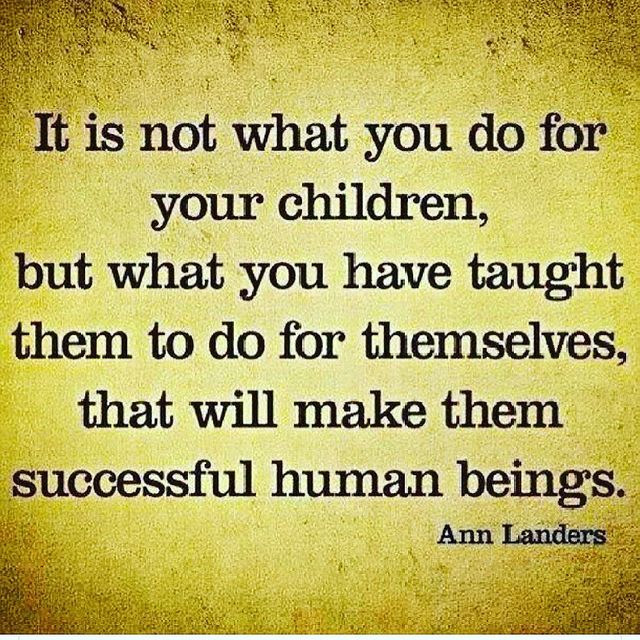 It is not what you do for
your children,
but what you have taught
them to do for themselves,
that will make them
successful human beings.
Ann Landers